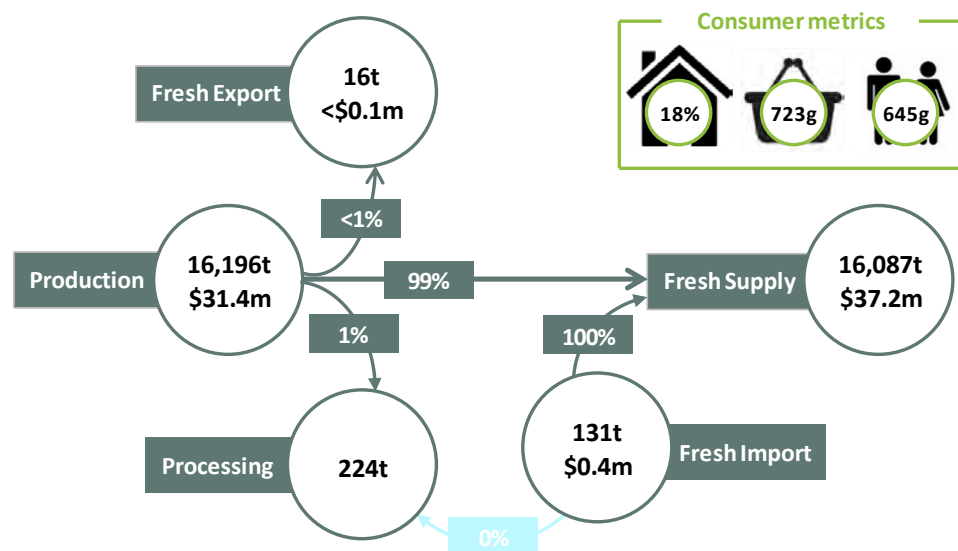 Consumer metrics
18%
723g
645g
Fresh Export
16t
<$0.1m
<1%
Production
16,196t
$31.4m
99%
Fresh Supply
16,087t
$37.2m
1%
100%
Processing
224t
131t
$0.4m
Fresh Import
0%